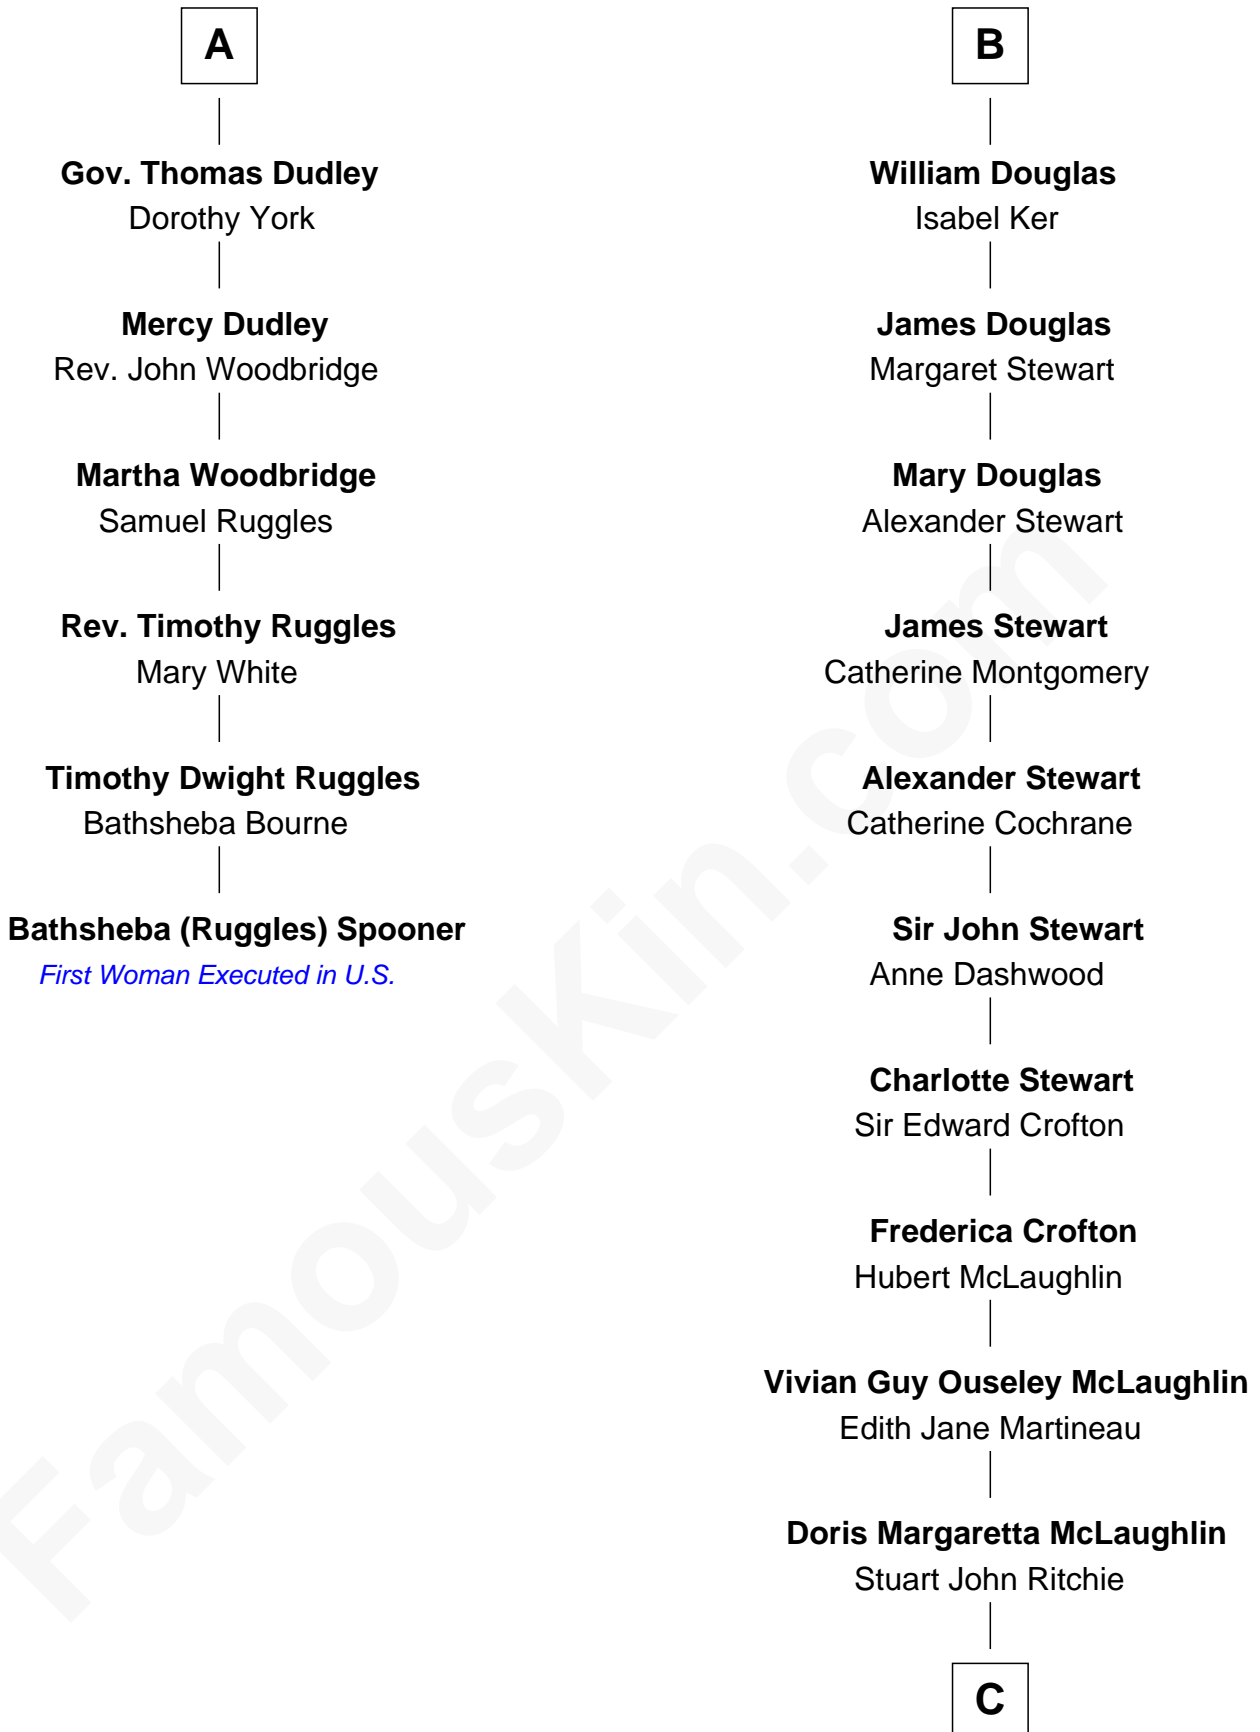 A
Gov. Thomas Dudley
Dorothy York
Mercy Dudley
Rev. John Woodbridge
Martha Woodbridge
Samuel Ruggles
Rev. Timothy Ruggles
Mary White
Timothy Dwight Ruggles
Bathsheba Bourne
Bathsheba (Ruggles) Spooner
First Woman Executed in U.S.
B
William Douglas
Isabel Ker
James Douglas
Margaret Stewart
Mary Douglas
Alexander Stewart
James Stewart
Catherine Montgomery
Alexander Stewart
Catherine Cochrane
Sir John Stewart
Anne Dashwood
Charlotte Stewart
Sir Edward Crofton
Frederica Crofton
Hubert McLaughlin
Vivian Guy Ouseley McLaughlin
Edith Jane Martineau
Doris Margaretta McLaughlin
Stuart John Ritchie
C
FamousKin.com